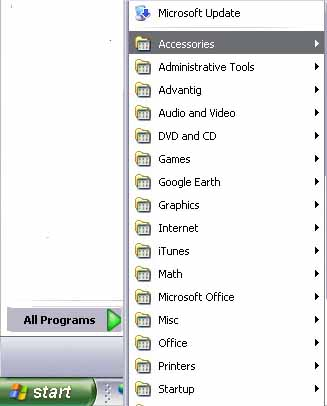 Microsoft Update
Accessories
Administrative Tools
Advantig
Audio and Video
DVD and CD
Games
Google Earth
Graphics
Internet
iTunes
Math
Microsoft Office
Misc
Office
Printers
Startup
All Programs
start